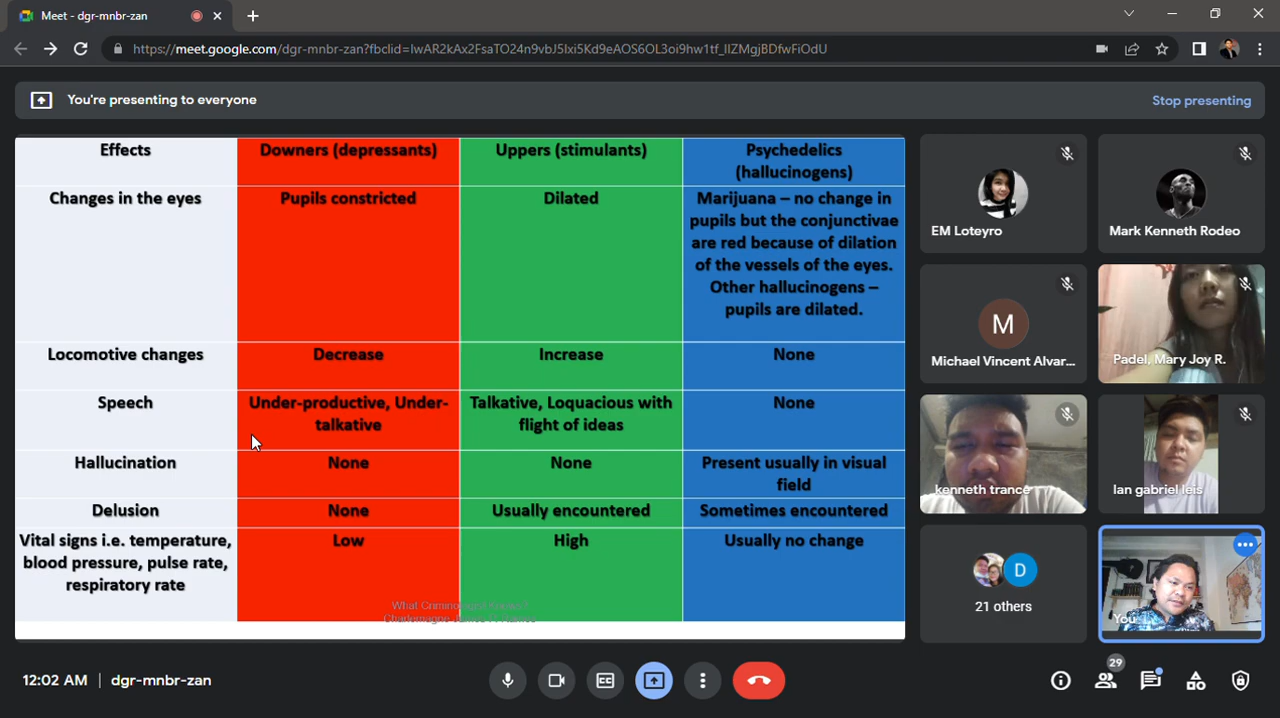 Meet - dgr-mnbr-zan
https://meet.google.com/dgr-mnbr-zan?fbclid=IwAR2kAx2FsaTO24n9vbJ5lxi5Kd9eAOS6OL3oi9hw1tf_IIZMgjBDfwFiOdU
You're presenting to everyone
Stop presenting
Effects
Downers (depressants)
Uppers (stimulants)
Psychedelics
(hallucinogens)
Changes in the eyes
Pupils constricted
Dilated
Marijuana – no change in
pupils but the conjunctivae
are red because of dilation
of the vessels of the eyes.
Other hallucinogens –
pupils are dilated.
Locomotive changes
Decrease
Increase
None
Speech
Under-productive, Under-
talkative
Talkative, Loquacious with
flight of ideas
None
Hallucination
None
None
Present usually in visual
field
Delusion
None
Usually encountered
Sometimes encountered
Vital signs i.e. temperature,
blood pressure, pulse rate,
respiratory rate
Low
High
Usually no change
What Criminologist Knows?
EM Loteyro
Mark Kenneth Rodeo
M
Michael Vincent Alvar...
Padel, Mary Joy R.
kenneth trance
Ian gabriel leis
D
21 others
You
12:02 AM | dgr-mnbr-zan
CC
29